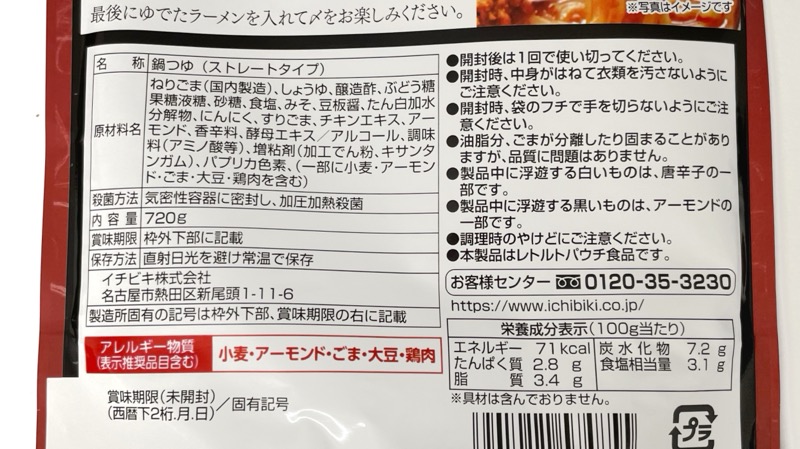 最後にゆでたラーメンを入れて〆をお楽しみください。
※写真はイメージです
名 称 鍋つゆ（ストレートタイプ）
原材料名
ねりごま（国内製造）、しょうゆ、醸造酢、ぶどう糖
果糖液糖、砂糖、食塩、みそ、豆板醤、たん白加水
分解物、にんにく、すりごま、チキンエキス、アー
モンド、香辛料、酵母エキス／アルコール、調味
料（アミノ酸等）、増粘剤（加工でん粉、キサンタ
ンガム）、パプリカ色素、（一部に小麦・アーモン
ド・ごま・大豆・鶏肉を含む）
殺菌方法 気密性容器に密封し、加圧加熱殺菌
内容量 720g
賞味期限 枠外下部に記載
保存方法 直射日光を避け常温で保存
イチビキ株式会社
名古屋市熱田区新尾頭1-11-6
製造所固有の記号は枠外下部、賞味期限の右に記載
アレルギー物質
（表示推奨品目含む）
小麦・アーモンド・ごま・大豆・鶏肉
賞味期限（未開封）
（西暦下2桁.月.日）／固有記号
●開封後は1回で使い切ってください。
●開封時、中身がはねて衣類を汚さないように
ご注意ください。
●開封時、袋のフチで手を切らないようにご注
意ください。
●油脂分、ごまが分離したり固まることがあり
ますが、品質に問題はありません。
●製品中に浮遊する白いものは、唐辛子の一
部です。
●製品中に浮遊する黒いものは、アーモンドの
一部です。
●調理時のやけどにご注意ください。
●本製品はレトルトパウチ食品です。
お客様センター 0120-35-3230
https://www.ichibiki.co.jp/
栄養成分表示（100g当たり）
エネルギー 71kcal 炭水化物 7.2 g
たんぱく質 2.8 g 食塩相当量 3.1 g
脂 質 3.4 g
※具材は含んでおりません。
プラ